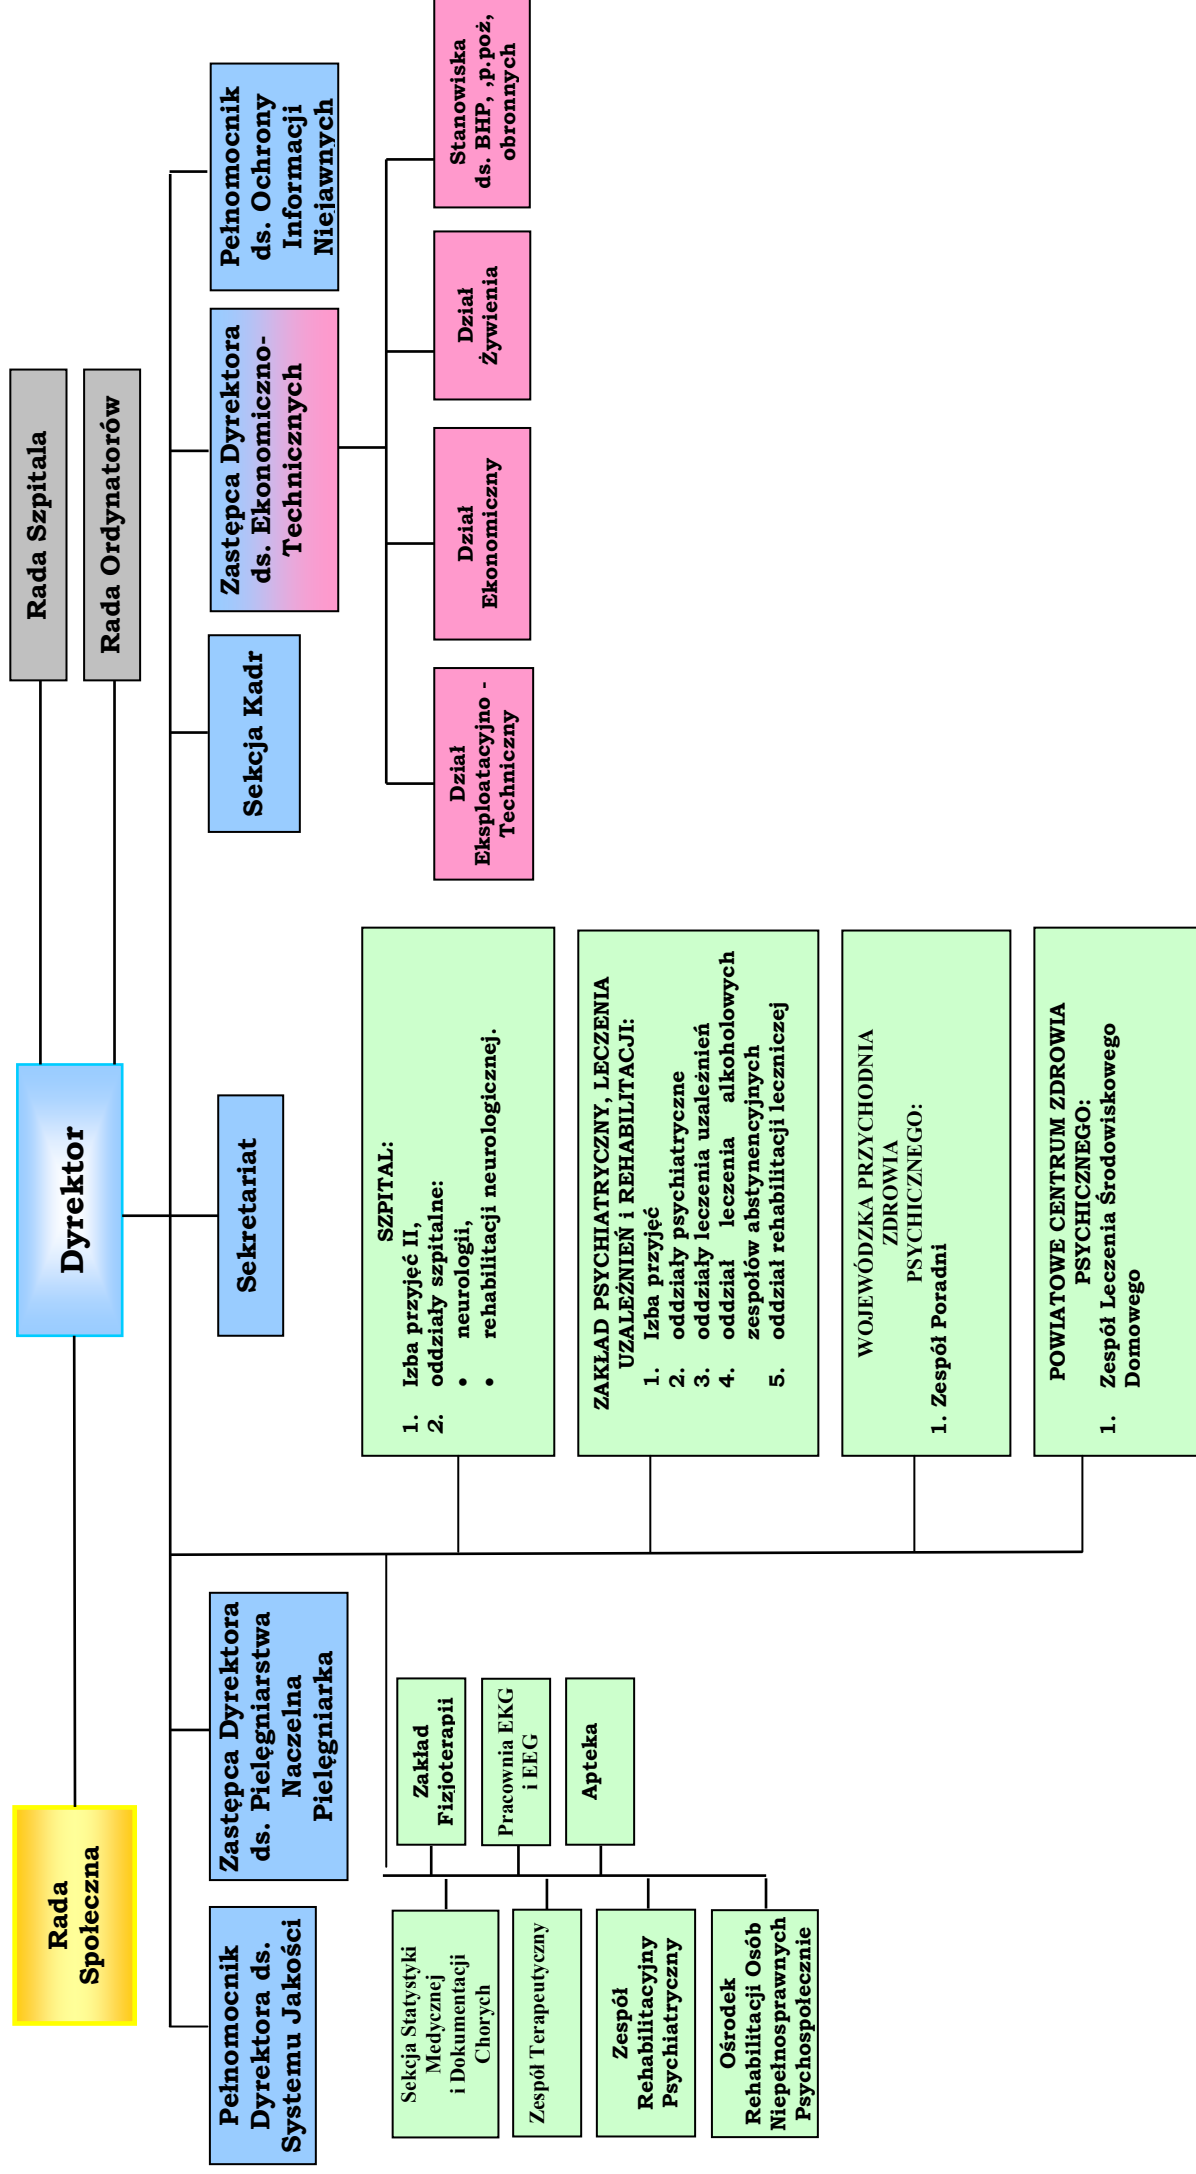 Rada
Społeczna
Dyrektor
Rada Szpitala
Rada Ordynatorów
Pełnomocnik
Dyrektora ds.
Systemu Jakości
Zastępca Dyrektora
ds. Pielęgniarstwa
Naczelna
Pielęgniarka
Sekretariat
Sekcja Kadr
Zastępca Dyrektora
ds. Ekonomiczno-
Technicznych
Pełnomocnik
ds. Ochrony
Informacji
Niejawnych
Sekcja Statystyki
Medycznej
i Dokumentacji
Chorych
Zespół Terapeutyczny
Zespół
Rehabilitacyjny
Psychiatryczny
Ośrodek
Rehabilitacji Osób
Niepełnosprawnych
Psychospołecznie
Zakład
Fizjoterapii
Pracownia EKG
i EEG
Apteka
SZPITAL:
1. Izba przyjęć II,
2. oddziały szpitalne:
• neurologii,
• rehabilitacji neurologicznej.
ZAKŁAD PSYCHIATRYCZNY, LECZENIA
UZALEŻNIEŃ i REHABILITACJI:
1. Izba przyjęć
2. oddziały psychiatryczne
3. oddziały leczenia uzależnień
4. oddział leczenia alkoholowych
zespołów abstynencyjnych
5. oddział rehabilitacji leczniczej
WOJEWÓDZKA PRZYCHODNIA
ZDROWIA
PSYCHICZNEGO:
1. Zespół Poradni
POWIATOWE CENTRUM ZDROWIA
PSYCHICZNEGO:
1. Zespół Leczenia Środowiskowego
Domowego
Dział
Eksploatacyjno -
Techniczny
Dział
Ekonomiczny
Dział
Żywienia
Stanowiska
ds. BHP, ,p.poż,
obronnych